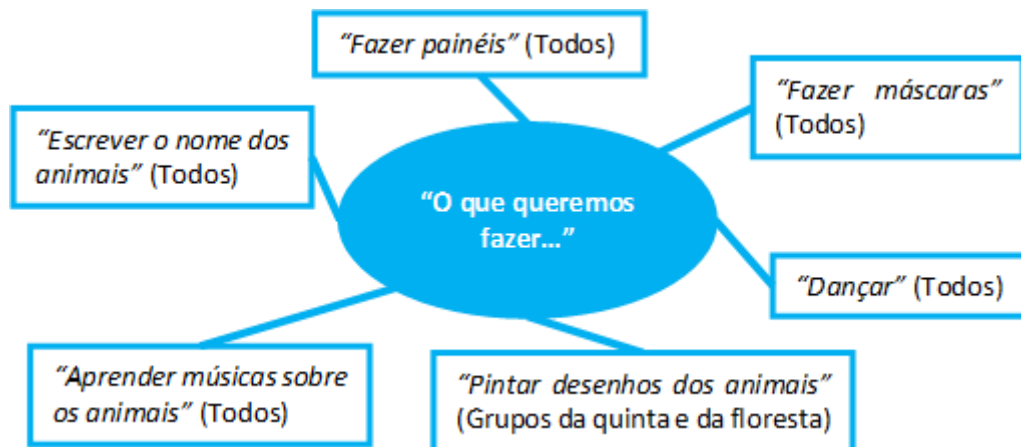 “Fazer painéis” (Todos)
“Fazer máscaras”
(Todos)
“Escrever o nome dos
animais” (Todos)
“O que queremos
fazer...”
“Dançar” (Todos)
“Aprender músicas sobre
os animais” (Todos)
“Pintar desenhos dos animais”
(Grupos da quinta e da floresta)